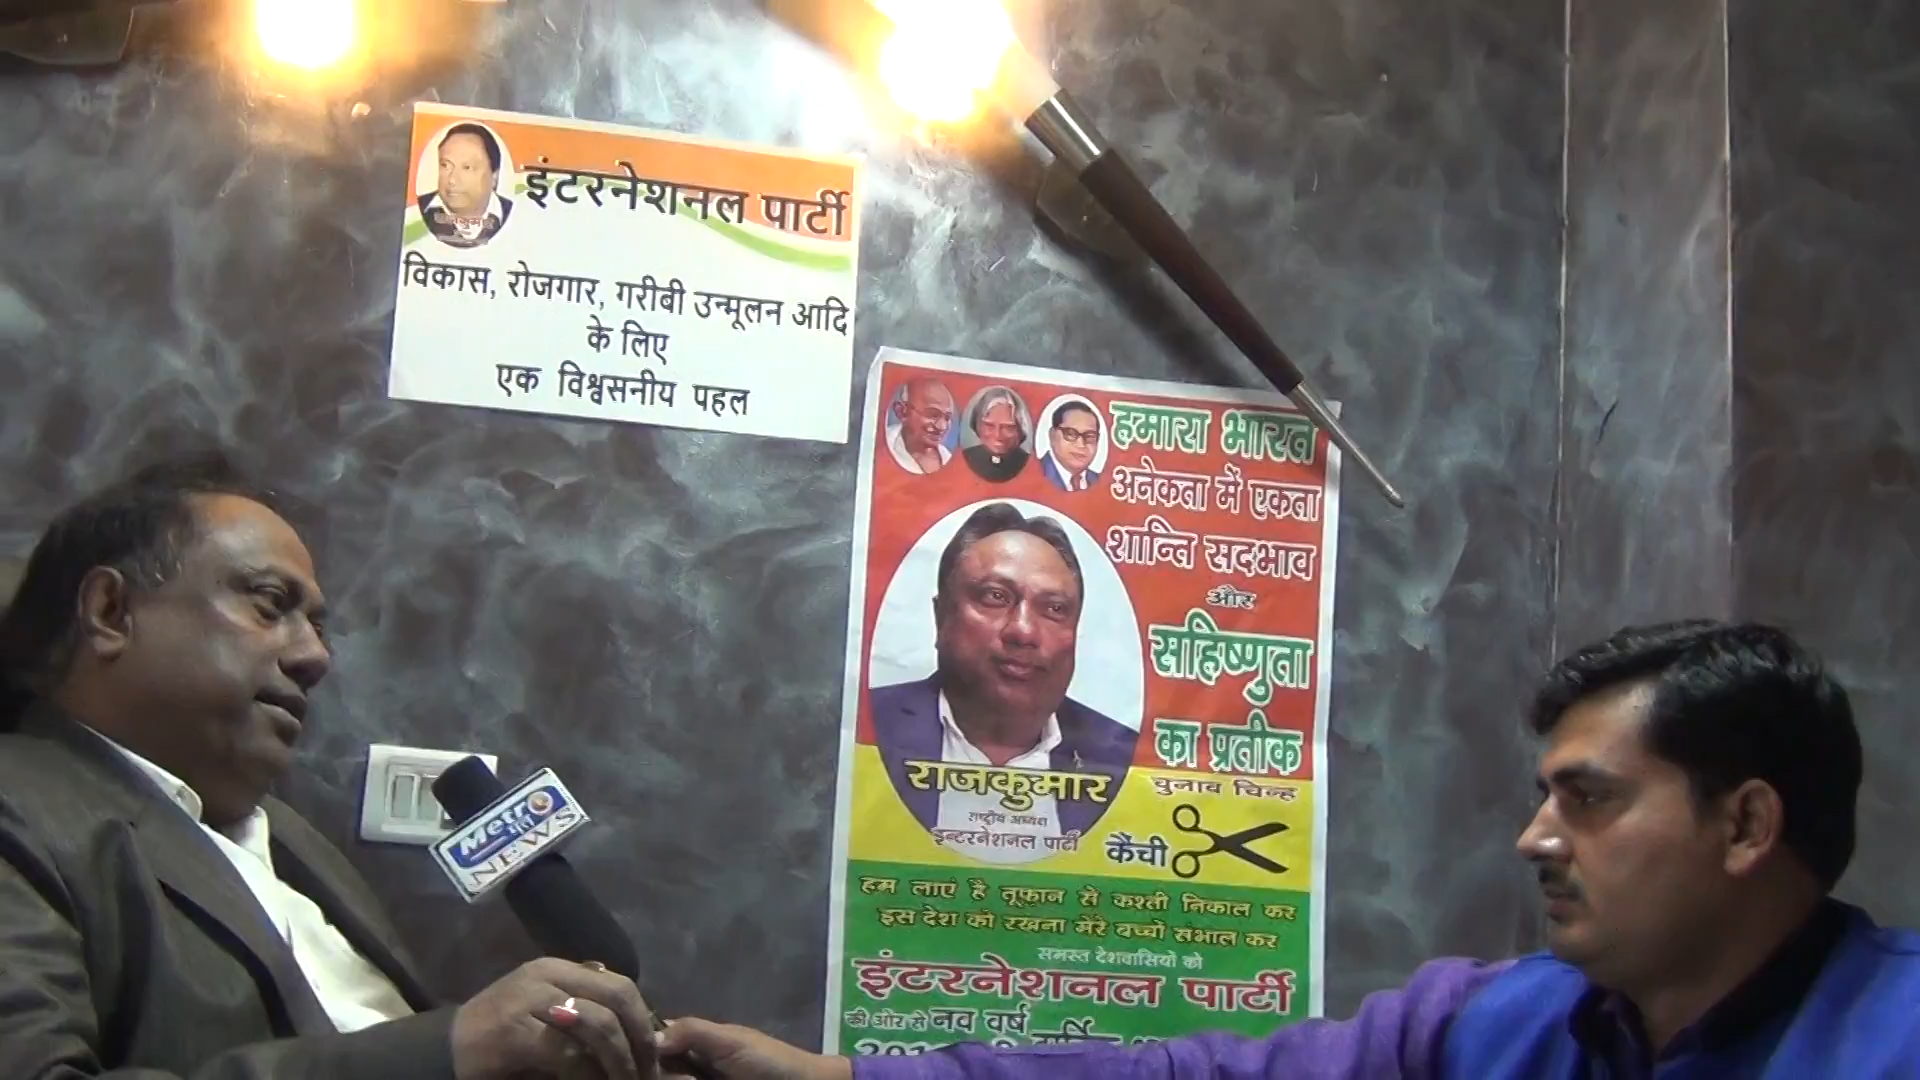 इंटरनेशनल पार्टी
विकास, रोजगार, गरीबी उन्मूलन आदि
के लिए
एक विश्वसनीय पहल
हमारा भारत
अनेकता में एकता
शान्ति सदभाव
और
सहिष्णुता
का प्रतीक
राजकुमार
राष्ट्रीय अध्यक्ष
इन्टरनेशनल पार्टी
चुनाव चिन्ह
कैंची
हम लाएं है तूफान से कश्ती निकाल कर
इस देश को रखना मेरे बच्चों संभाल कर
समस्त देशवासियों को
इंटरनेशनल पार्टी
की ओर से नव वर्ष
Metro
NEWS